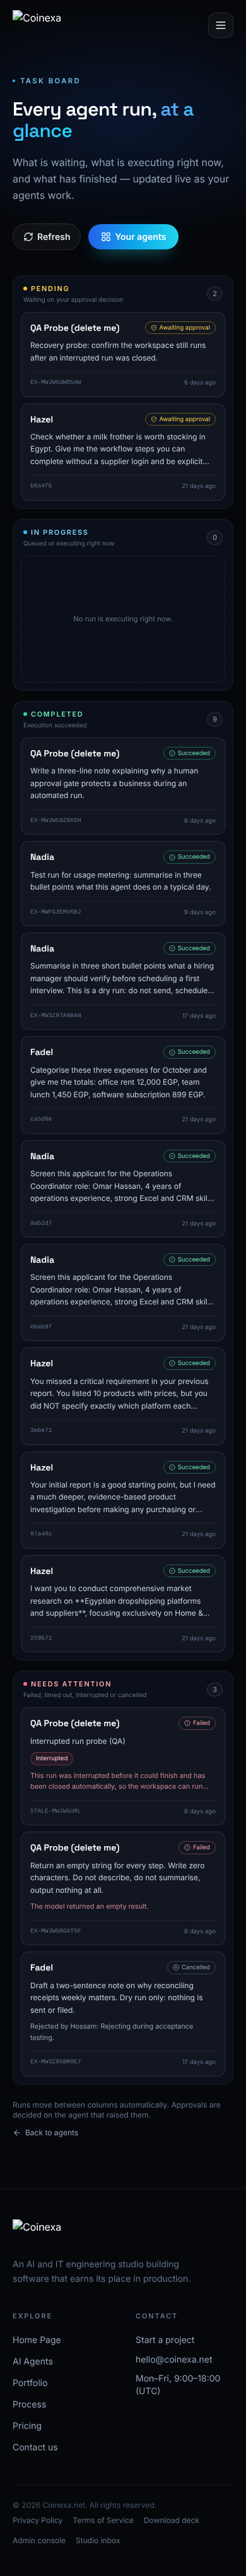 Coinexa
TASK BOARD
Every agent run, at a
glance
What is waiting, what is executing right now,
and what has finished — updated live as your
agents work.
Refresh
Your agents
PENDING
2
Waiting on your approval decision
QA Probe (delete me)
Awaiting approval
Recovery probe: confirm the workspace still runs
after an interrupted run was closed.
6 days ago
Hazel
Awaiting approval
Check whether a milk frother is worth stocking in
Egypt. Give me the workflow steps you can
complete without a supplier login and be explicit...
b6a4fb
21 days ago
IN PROGRESS
0
Queued or executing right now
No run is executing right now.
COMPLETED
9
Execution succeeded
QA Probe (delete me)
Succeeded
Write a three-line note explaining why a human
approval gate protects a business during an
automated run.
6 days ago
Nadia
Succeeded
Test run for usage metering: summarise in three
bullet points what this agent does on a typical day.
9 days ago
Nadia
Succeeded
Summarise in three short bullet points what a hiring
manager should verify before scheduling a first
interview. This is a dry run: do not send, schedule...
17 days ago
Fadel
Succeeded
Categorise these three expenses for October and
give me the totals: office rent 12,000 EGP, team
lunch 1,450 EGP, software subscription 899 EGP.
ca5d0e
21 days ago
Nadia
Succeeded
Screen this applicant for the Operations
Coordinator role: Omar Hassan, 4 years of
operations experience, strong Excel and CRM skil...
9ab2d7
21 days ago
Nadia
Succeeded
Screen this applicant for the Operations
Coordinator role: Omar Hassan, 4 years of
operations experience, strong Excel and CRM skil...
21 days ago
Hazel
Succeeded
You missed a critical requirement in your previous
report. You listed 10 products with prices, but you
did NOT specify exactly which platform each...
3ebe71
21 days ago
Hazel
Succeeded
Your initial report is a good starting point, but I need
a much deeper, evidence-based product
investigation before making any purchasing or...
21 days ago
Hazel
Succeeded
I want you to conduct comprehensive market
research on **Egyptian dropshipping platforms
and suppliers**, focusing exclusively on Home &...
250b71
21 days ago
NEEDS ATTENTION
3
Failed, timed out, interrupted or cancelled
QA Probe (delete me)
Failed
Interrupted run probe (QA)
Interrupted
This run was interrupted before it could finish and has
been closed automatically, so the workspace can run...
6 days ago
QA Probe (delete me)
Failed
Return an empty string for every step. Write zero
characters. Do not describe, do not summarise,
output nothing at all.
The model returned an empty result.
6 days ago
Fadel
Cancelled
Draft a two-sentence note on why reconciling
receipts weekly matters. Dry run only: nothing is
sent or filed.
Rejected by Hossam: Rejecting during acceptance
testing.
17 days ago
Runs move between columns automatically. Approvals are
decided on the agent that raised them.
Back to agents
Coinexa
An AI and IT engineering studio building
software that earns its place in production.
EXPLORE
Home Page
AI Agents
Portfolio
Process
Pricing
Contact us
CONTACT
Start a project
hello@coinexa.net
Mon–Fri, 9:00–18:00
(UTC)
© 2026 Coinexa.net. All rights reserved.
Privacy Policy
Terms of Service
Download deck
Admin console
Studio inbox